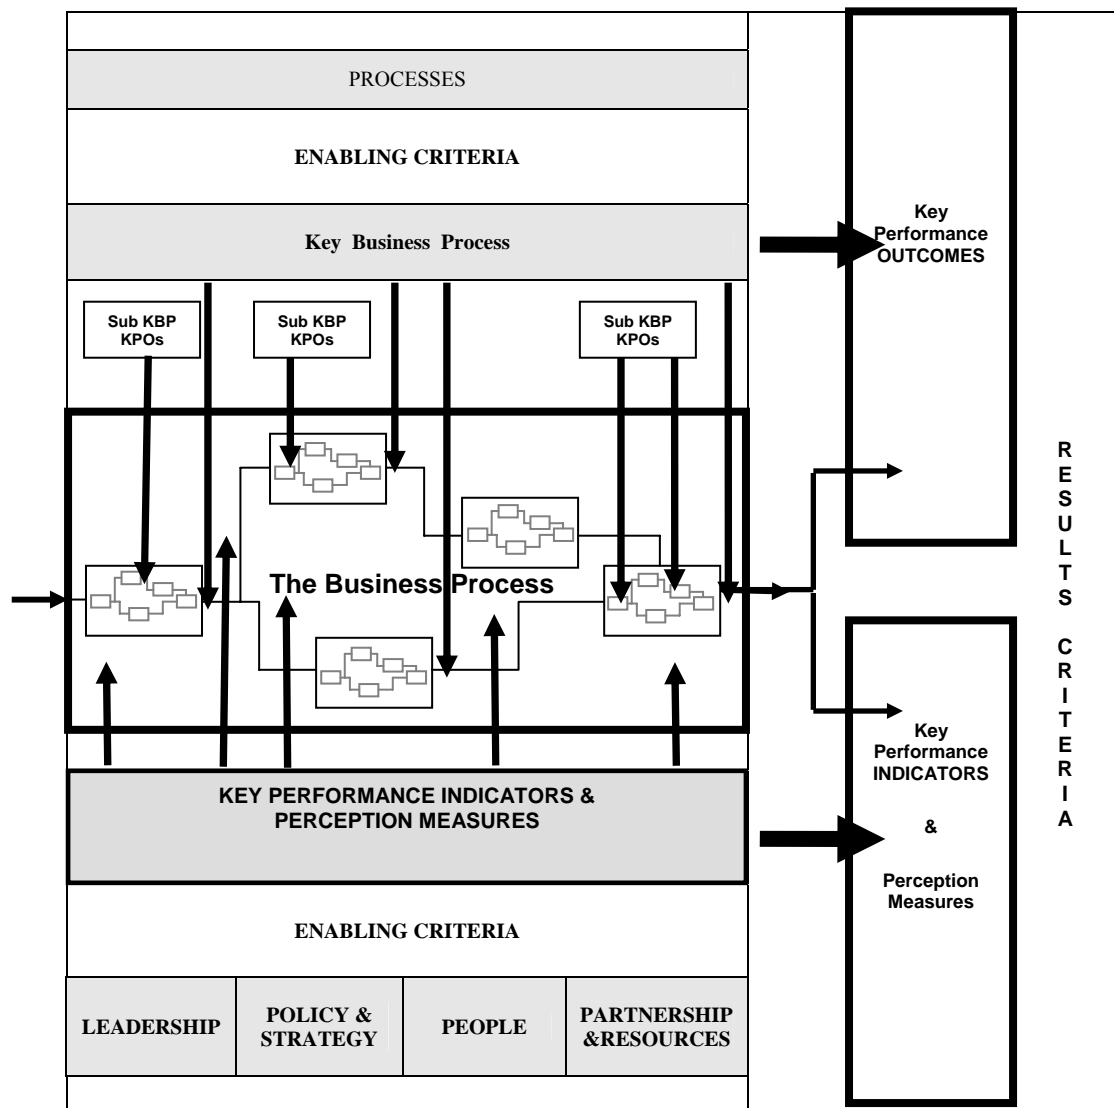 PROCESSES
ENABLING CRITERIA
Key Business Process
Key
Performance
OUTCOMES
Sub KBP
KPOs
Sub KBP
KPOs
Sub KBP
KPOs
The Business Process
RESULTS CRITERIA
KEY PERFORMANCE INDICATORS &
PERCEPTION MEASURES
Key
Performance
INDICATORS
&
Perception
Measures
ENABLING CRITERIA
LEADERSHIP
POLICY &
STRATEGY
PEOPLE
PARTNERSHIP
&RESOURCES